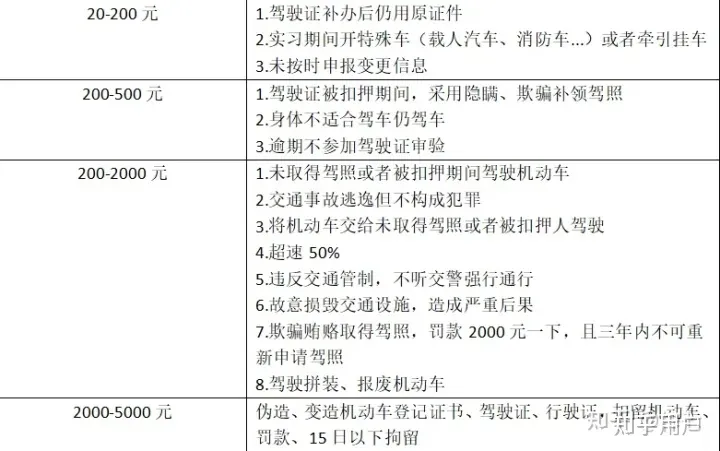 20-200 元
1.驾驶证补办后仍用原证件
2.实习期间开特殊车（载人汽车、消防车...）或者牵引挂车
3.未按时申报变更信息
200-500 元
1.驾驶证被扣押期间，采用隐瞒、欺骗补领驾照
2.身体不适合驾车仍驾车
3.逾期不参加驾驶证审验
200-2000 元
1.未取得驾照或者被扣押期间驾驶机动车
2.交通事故逃逸但不构成犯罪
3.将机动车交给未取得驾照或者被扣押人驾驶
4.超速 50%
5.违反交通管制，不听交警强行通行
6.故意损毁交通设施，造成严重后果
7.欺骗贿赂取得驾照，罚款 2000 元一下，且三年内不可重
新申请驾照
8.驾驶拼装、报废机动车
2000-5000 元
伪造、变造机动车登记证书、驾驶证、行驶证，扣留机动车、
罚款、15 日以下拘留
知乎用户